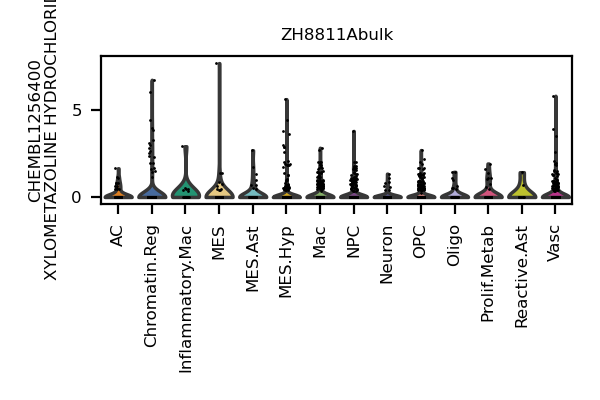 ZH8811Abulk
CHEMBL1256400
XYLOMETAZOLINE
5
0
AC
Chromatin.Reg
Inflammatory.Mac
MES
MES.Ast
MES.Hyp
Mac
NPC
Neuron
OPC
Oligo
Prolif.Metab
Reactive.Ast
Vasc